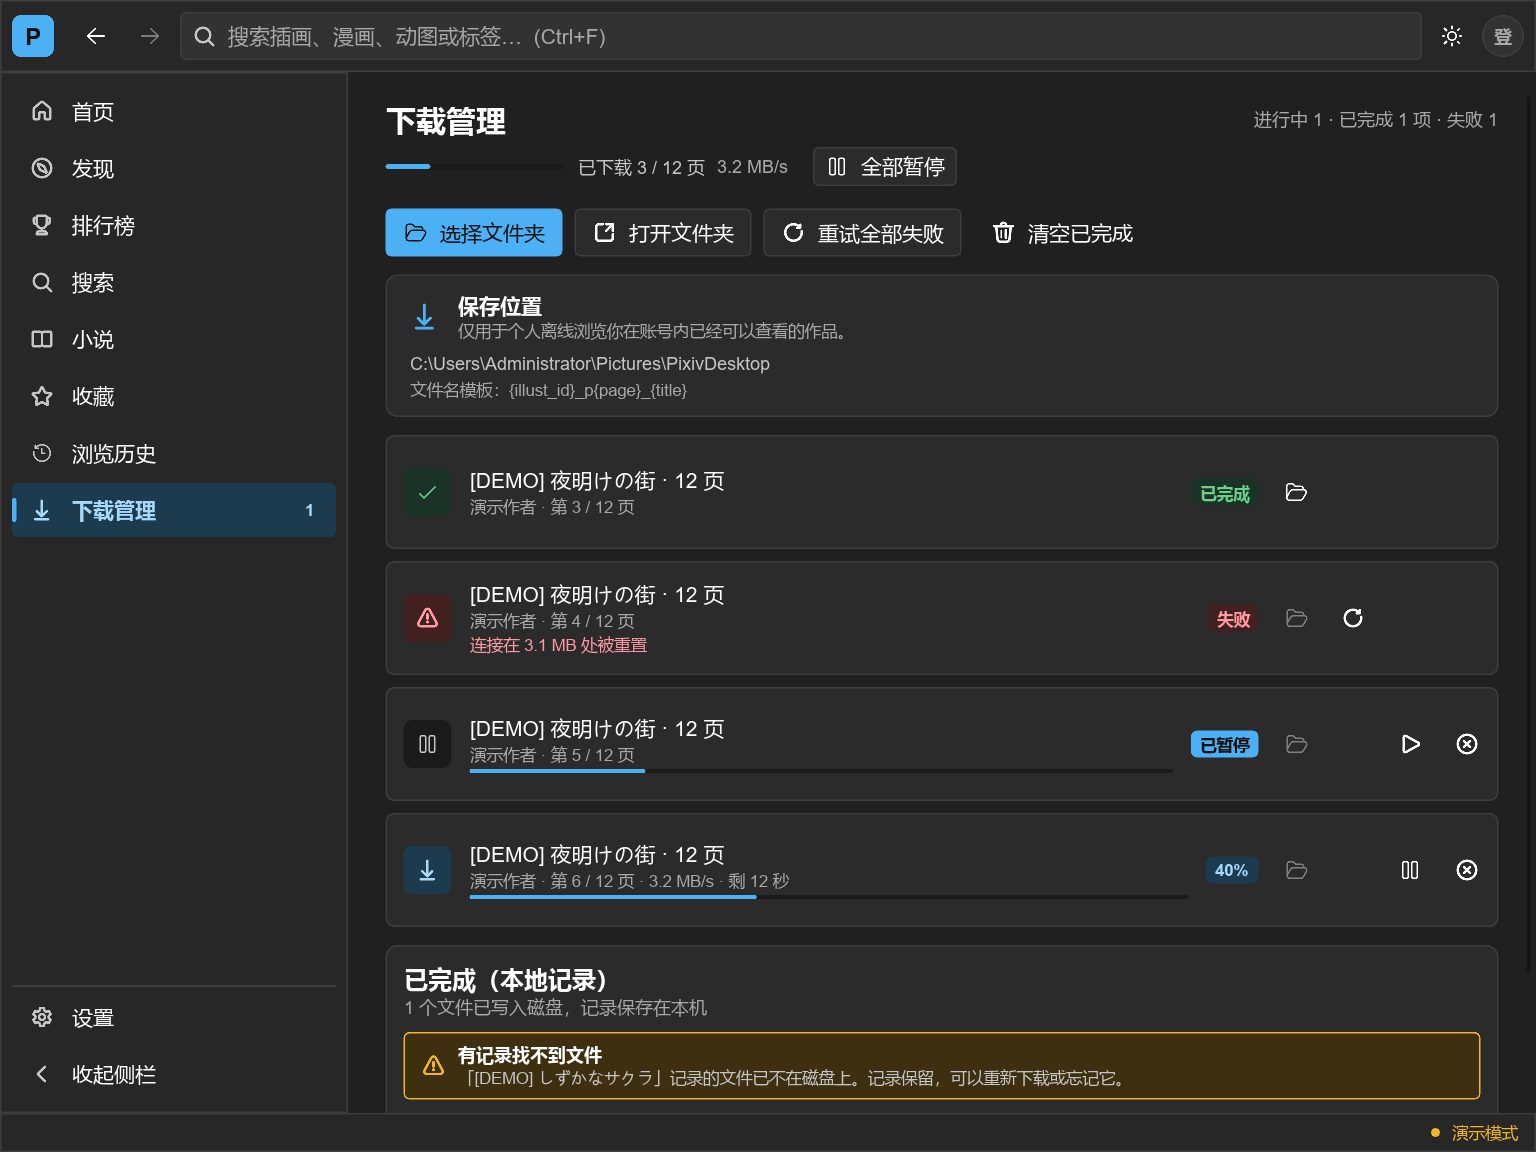 P
搜索插画、漫画、动图或标签… (Ctrl+F)
登
首页
发现
排行榜
搜索
小说
收藏
浏览历史
下载管理 1
设置
收起侧栏
下载管理
进行中 1 · 已完成 1 项 · 失败 1
已下载 3 / 12 页 3.2 MB/s 全部暂停
选择文件夹 打开文件夹 重试全部失败 清空已完成
保存位置
仅用于个人离线浏览你在账号内已经可以查看的作品。
C:\Users\Administrator\Pictures\PixivDesktop
文件名模板：{illust_id}_p{page}_{title}
[DEMO] 夜明けの街 · 12 页
演示作者 · 第 3 / 12 页
已完成
[DEMO] 夜明けの街 · 12 页
演示作者 · 第 4 / 12 页
连接在 3.1 MB 处被重置
失败
[DEMO] 夜明けの街 · 12 页
演示作者 · 第 5 / 12 页
已暂停
[DEMO] 夜明けの街 · 12 页
演示作者 · 第 6 / 12 页 · 3.2 MB/s · 剩 12 秒
40%
已完成（本地记录）
1 个文件已写入磁盘，记录保存在本机
有记录找不到文件
「[DEMO] しずかなサクラ」记录的文件已不在磁盘上。记录保留，可以重新下载或忘记它。
演示模式